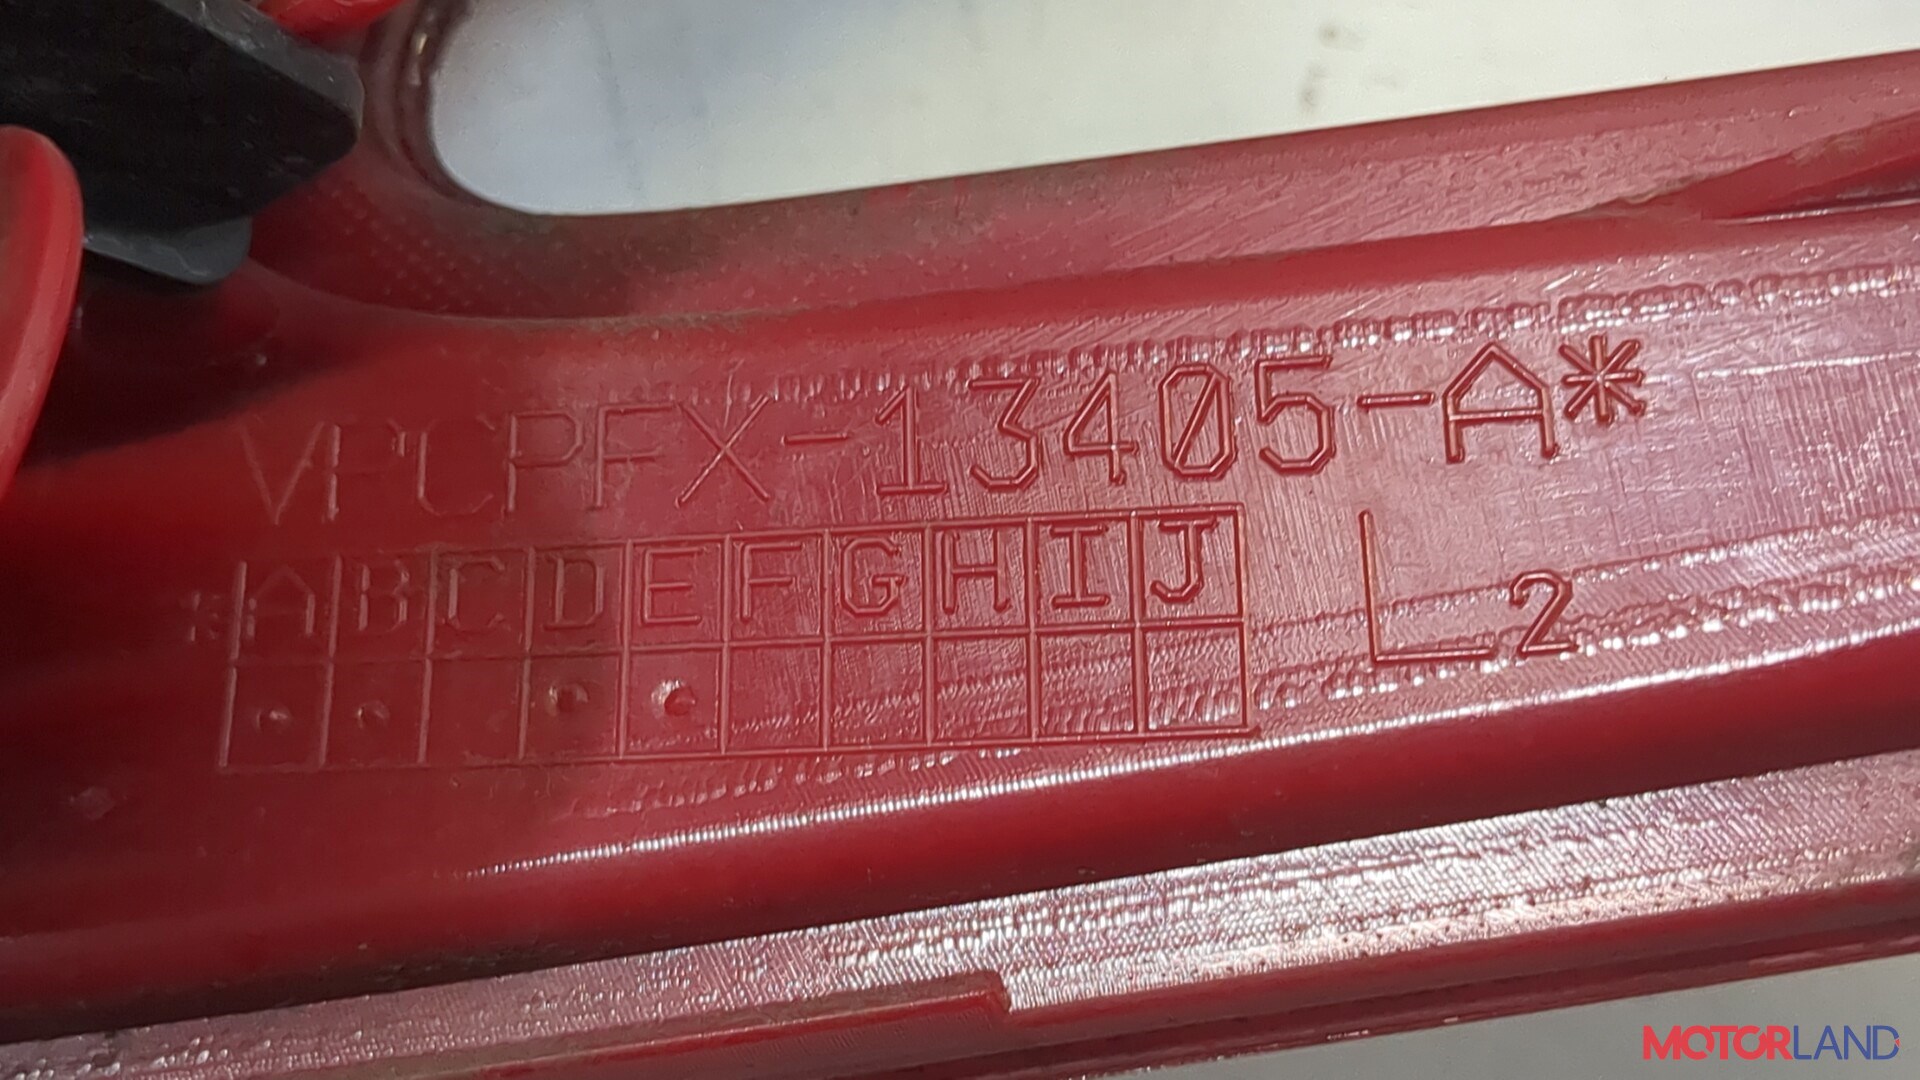 VPCPFX-13405-A*
A B C D E F G H I J
L2
MOTORLAND